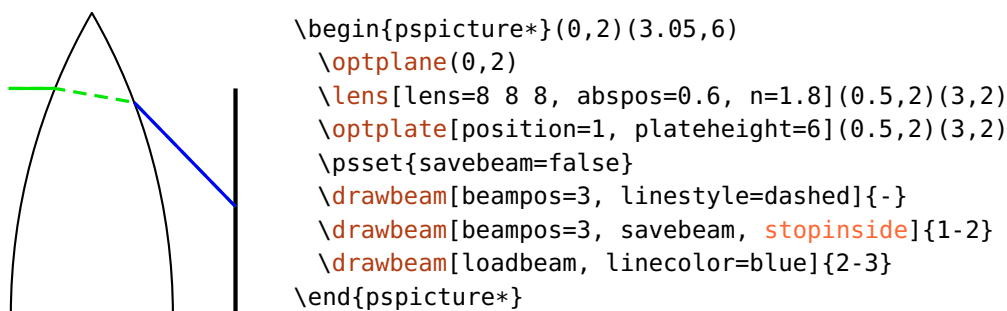 \begin{pspicture*}(0,2)(3.05,6)
\optplane(0,2)
\lens[lens=8 8 8, abspos=0.6, n=1.8](0.5,2)(3,2)
\optplate[position=1, plateheight=6](0.5,2)(3,2)
\psset{savebeam=false}
\drawbeam[beampos=3, linestyle=dashed]{-}
\drawbeam[beampos=3, savebeam, stopinside]{1-2}
\drawbeam[loadbeam, linecolor=blue]{2-3}
\end{pspicture*}